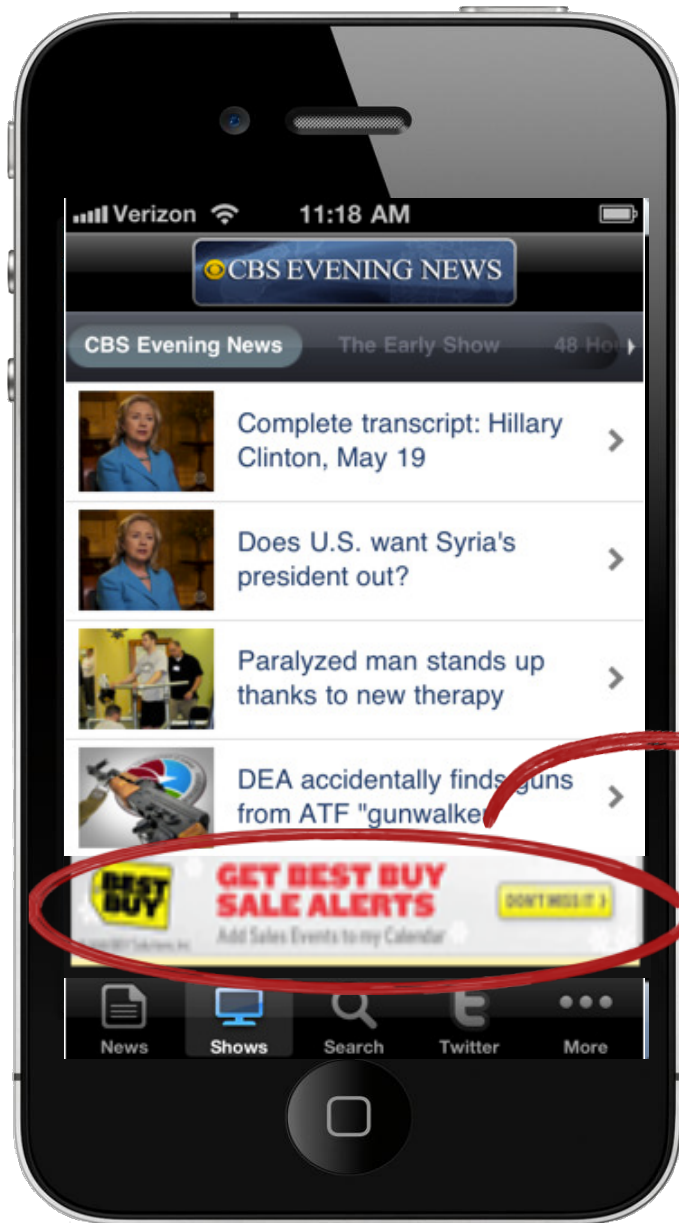 Verizon 11:18 AM
CBS EVENING NEWS
CBS Evening News The Early Show 48 Hou
Complete transcript: Hillary
Clinton, May 19
Does U.S. want Syria's
president out?
Paralyzed man stands up
thanks to new therapy
DEA accidentally finds guns
from ATF "gunwalker
BEST
BUY
GET BEST BUY
SALE ALERTS
Add Sales Events to my Calendar
DON'T MISS IT >
News Shows Search Twitter More